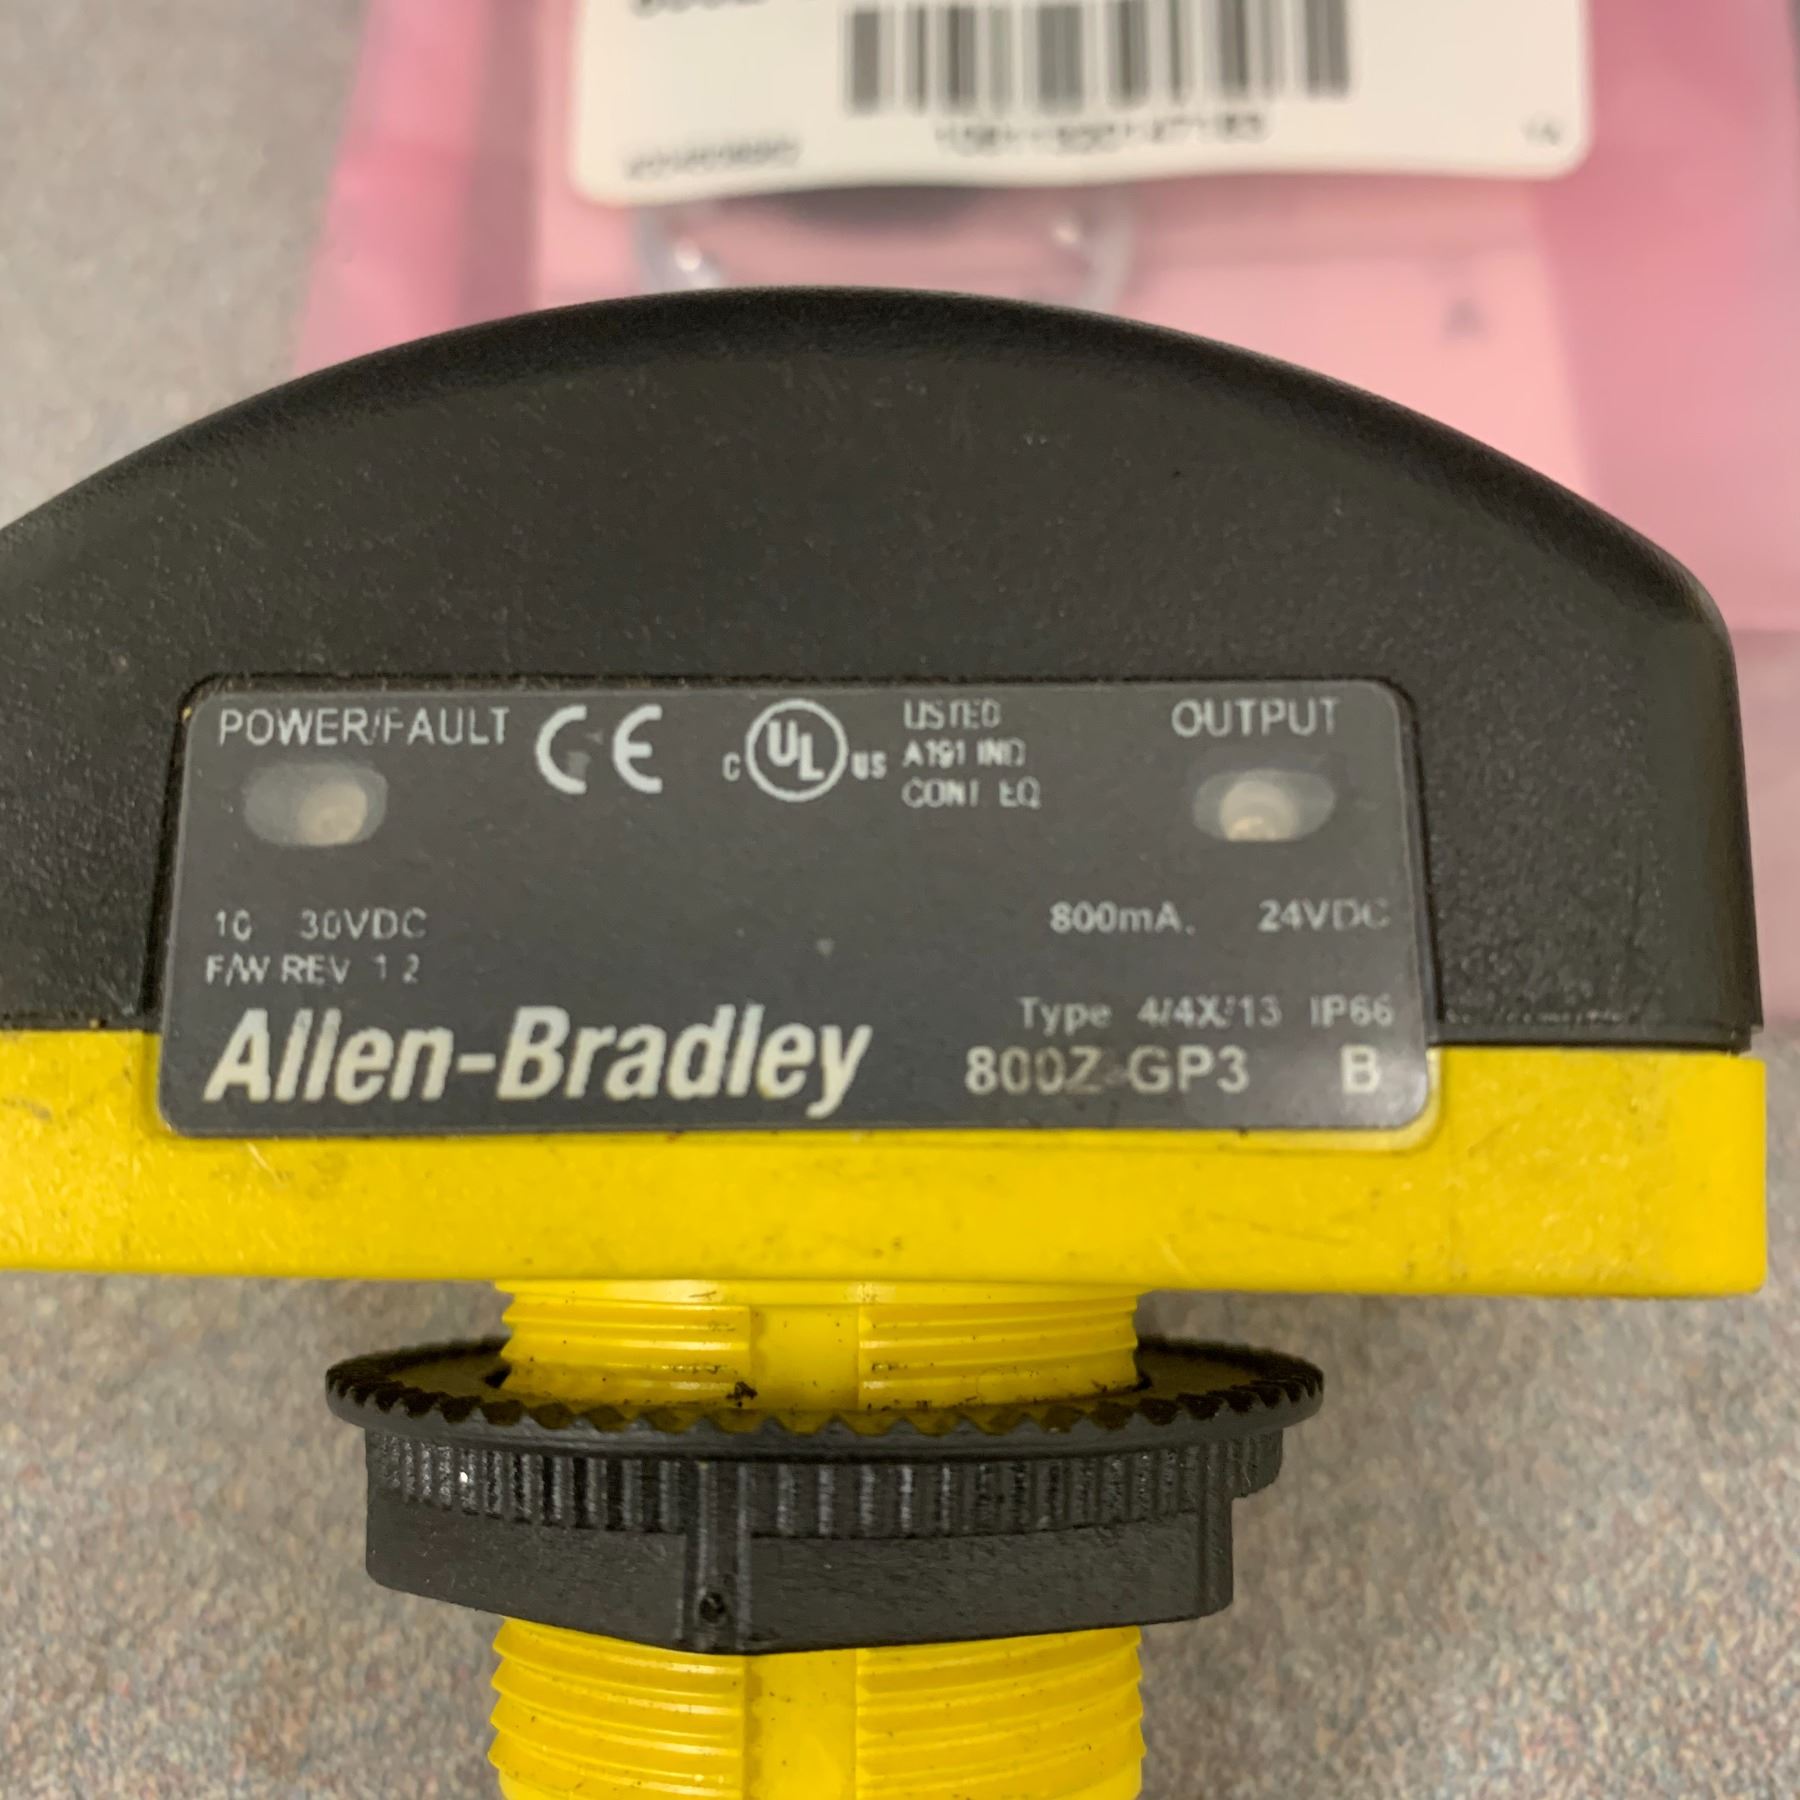 POWER/FAULT CE C UL US LISTED OUTPUT
A191 IND
CONT EQ
10 30VDC 800mA. 24VDC
F/W REV 1 2
Type 4/4X/13 IP66
Allen-Bradley 800Z-GP3 B